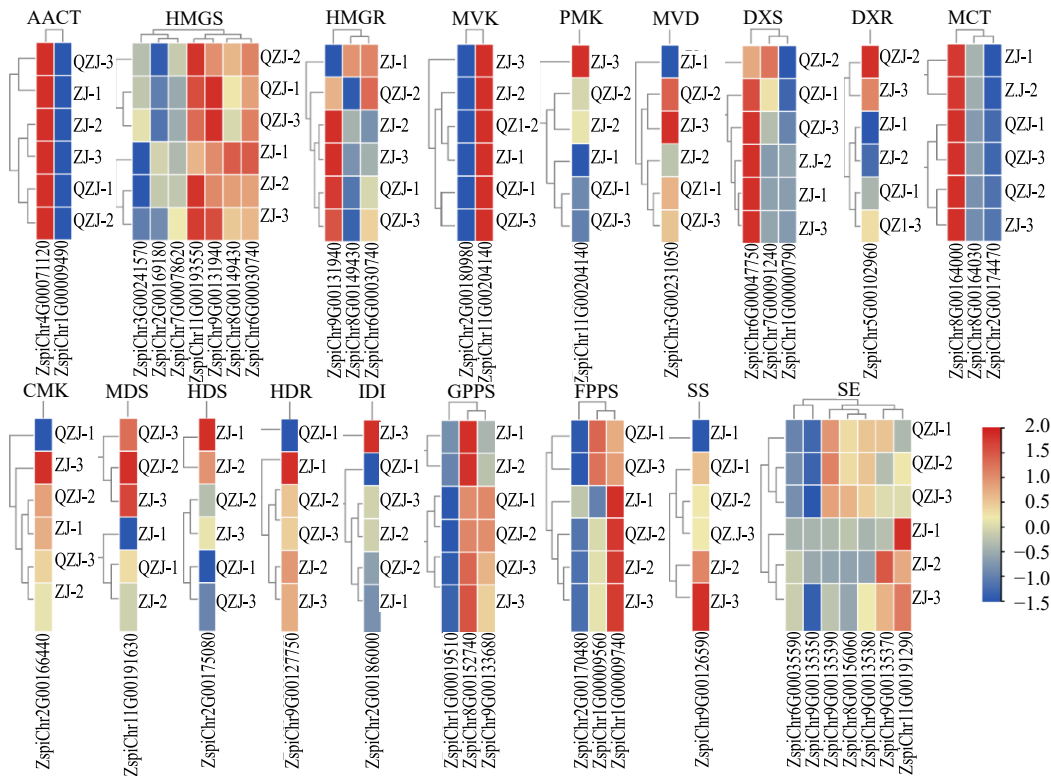 AACT
HMGS
HMGR
MVK
PMK
MVD
DXS
DXR
MCT
QZJ-3
ZJ-1
ZJ-2
ZJ-3
QZJ-1
QZJ-2
ZspiChr4G00071120
ZspiChr1G00009490
QZJ-2
QZJ-1
QZJ-3
ZJ-1
ZJ-2
ZJ-3
ZspiChr3G00241570
ZspiChr2G00169180
ZspiChr7G00078620
ZspiChr11G00193550
ZspiChr9G00131940
ZspiChr8G00149430
ZspiChr6G00030740
ZJ-1
QZJ-2
ZJ-2
ZJ-3
QZJ-1
QZJ-3
ZspiChr9G00131940
ZspiChr8G00149430
ZspiChr6G00030740
ZJ-3
ZJ-2
QZ1-2
ZJ-1
QZJ-1
QZJ-3
ZspiChr2G00180980
ZspiChr11G00204140
ZJ-3
QZJ-2
ZJ-2
ZJ-1
QZJ-1
QZJ-3
ZspiChr11G00204140
ZJ-1
QZJ-2
ZJ-3
ZJ-2
QZ1-1
QZJ-3
ZspiChr3G00231050
QZJ-2
QZJ-1
QZJ-3
Z.J-2
ZJ-1
ZJ-3
ZspiChr6G00047750
ZspiChr7G00091240
ZspiChr1G00000790
QZJ-2
ZJ-3
ZJ-1
ZJ-2
QZJ-1
QZ1-3
ZspiChr5G00102960
ZJ-1
Z.J-2
QZJ-1
QZJ-3
QZJ-2
ZJ-3
ZspiChr8G00164000
ZspiChr8G00164030
ZspiChr2G00174470
CMK
MDS
HDS
HDR
IDI
GPPS
FPPS
SS
SE
QZJ-1
ZJ-3
QZJ-2
ZJ-1
QZJ-3
ZJ-2
ZspiChr2G00166440
QZJ-3
QZJ-2
ZJ-3
ZJ-1
QZJ-1
ZJ-2
ZspiChr11G00191630
ZJ-1
ZJ-2
QZJ-2
ZJ-3
QZJ-1
QZJ-3
ZspiChr2G00175080
QZJ-1
ZJ-1
QZJ-2
QZJ-3
ZJ-2
ZJ-3
ZspiChr9G00127750
ZJ-3
QZJ-1
QZJ-3
ZJ-2
QZJ-2
ZJ-1
ZspiChr2G00186000
ZJ-1
ZJ-2
QZJ-1
QZJ-2
QZJ-3
ZJ-3
ZspiChr1G00019510
ZspiChr8G00152740
ZspiChr9G00133680
QZJ-1
QZJ-3
ZJ-1
QZJ-2
ZJ-2
ZJ-3
ZspiChr2G00170480
ZspiChr1G00009560
ZspiChr1G00009740
ZJ-1
QZJ-1
QZJ-2
QZ.J-3
ZJ-2
ZJ-3
ZspiChr9G00126590
QZJ-1
QZJ-2
QZJ-3
ZJ-1
ZJ-2
ZJ-3
ZspiChr6G00035590
ZspiChr9G00135350
ZspiChr9G00135390
ZspiChr8G00156060
ZspiChr9G00135380
ZspiChr9G00135370
ZspiChr11G00191290
2.0
1.5
1.0
0.5
0.0
−0.5
−1.0
−1.5